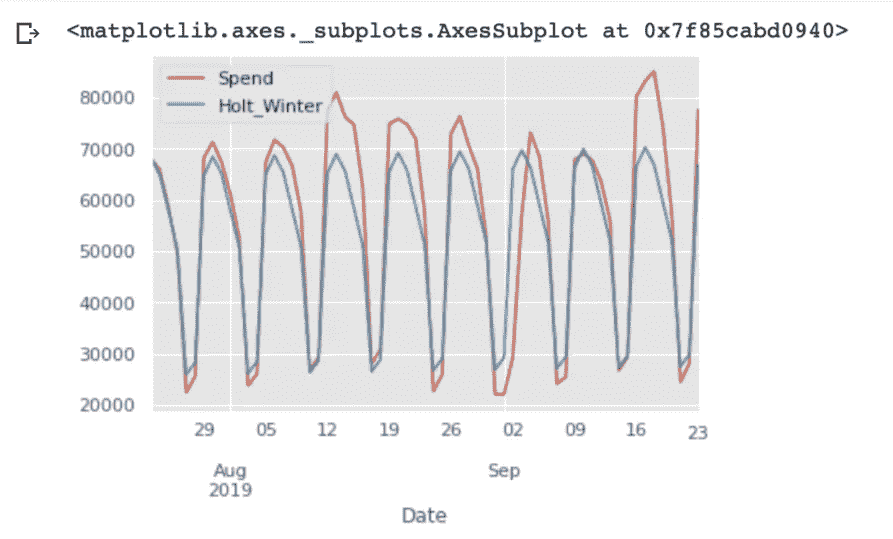 <matplotlib.axes._subplots.AxesSubplot at 0x7f85cabd0940>
Spend
Holt_Winter
80000
70000
60000
50000
40000
30000
20000
29 05 12 19 26 02 09 16 23
Aug Sep
2019
Date